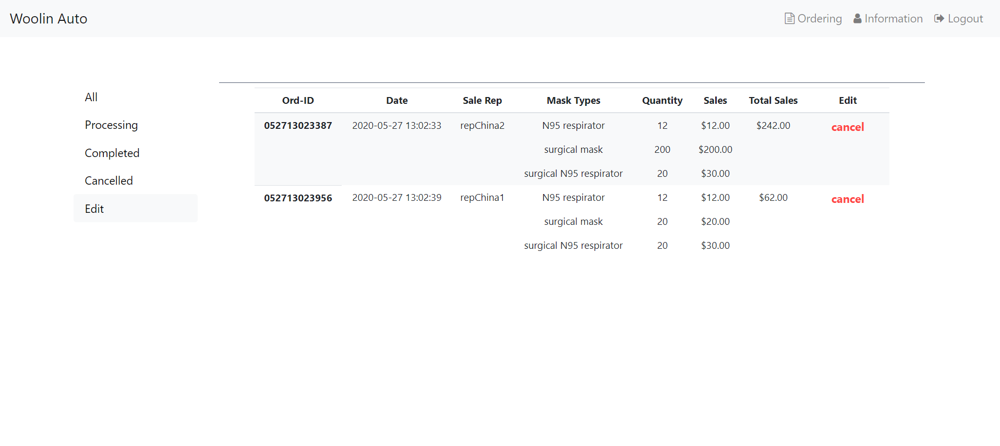 Woolin Auto Ordering Information Logout
All
Processing
Completed
Cancelled
Edit
Ord-ID Date Sale Rep Mask Types Quantity Sales Total Sales Edit
052713023387 2020-05-27 13:02:33 repChina2 N95 respirator 12 $12.00 $242.00 cancel
surgical mask 200 $200.00
surgical N95 respirator 20 $30.00
052713023956 2020-05-27 13:02:39 repChina1 N95 respirator 12 $12.00 $62.00 cancel
surgical mask 20 $20.00
surgical N95 respirator 20 $30.00